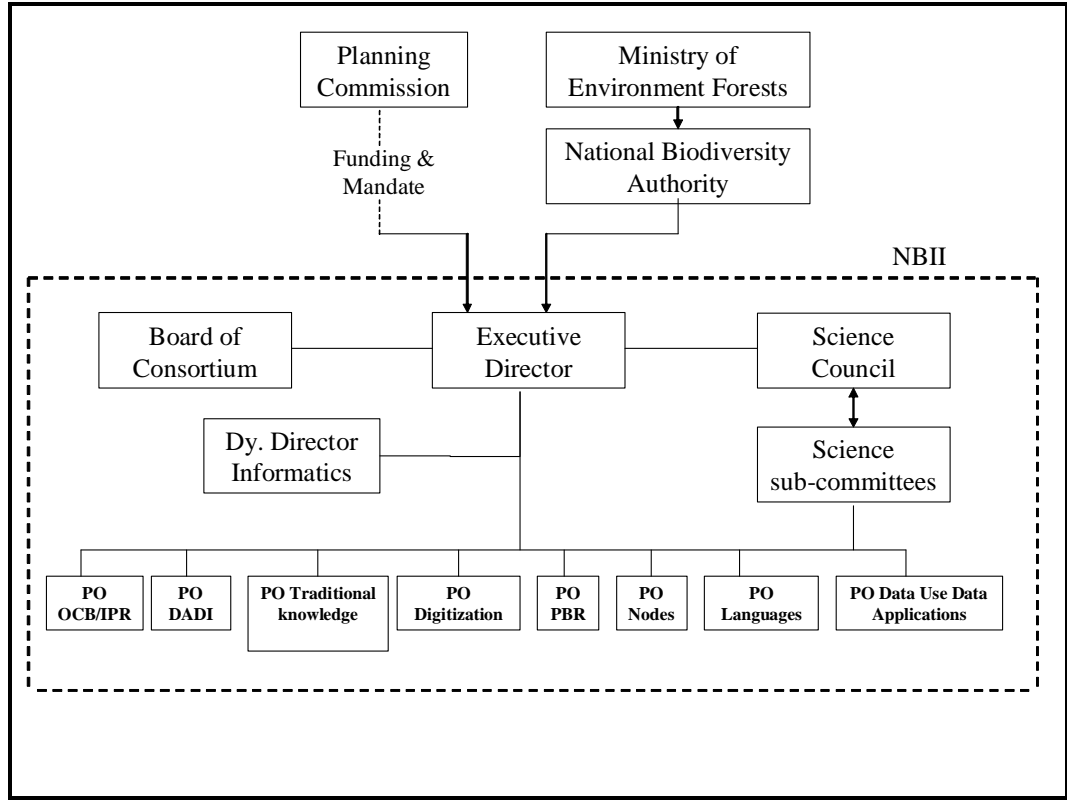 Planning
Commission
Ministry of
Environment Forests
Funding &
Mandate
National Biodiversity
Authority
NBII
Board of
Consortium
Executive
Director
Science
Council
Dy. Director
Informatics
Science
sub-committees
PO
OCB/IPR
PO
DADI
PO Traditional
knowledge
PO
Digitization
PO
PBR
PO
Nodes
PO
Languages
PO Data Use Data
Applications